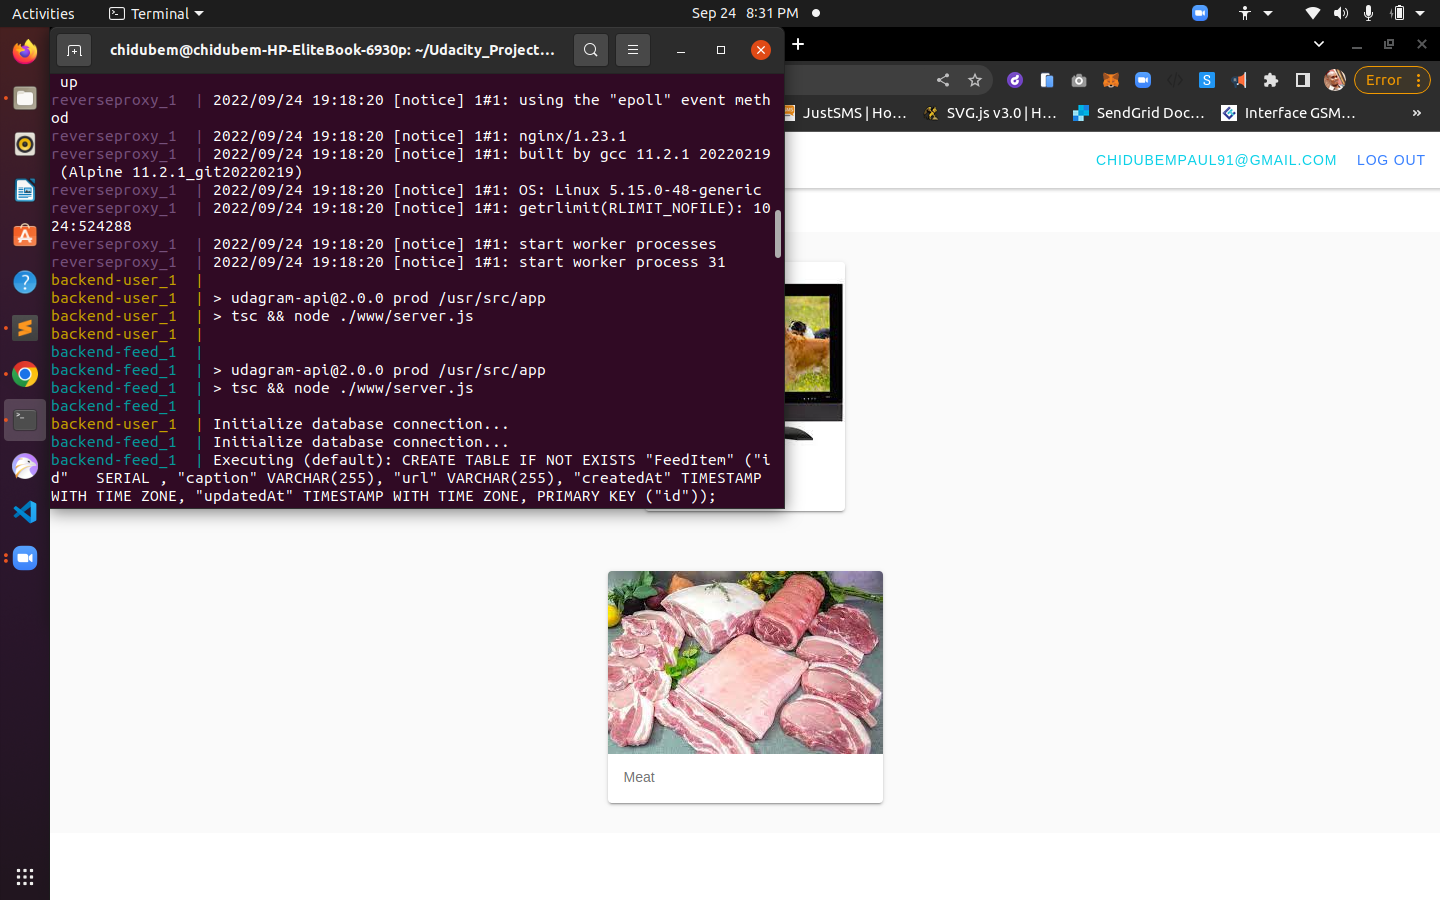 Activities
Terminal
Sep 24 8:31 PM
chidubem@chidubem-HP-EliteBook-6930p: ~/Udacity_Project...
up
reverseproxy_1 | 2022/09/24 19:18:20 [notice] 1#1: using the "epoll" event meth
od
reverseproxy_1 | 2022/09/24 19:18:20 [notice] 1#1: nginx/1.23.1
reverseproxy_1 | 2022/09/24 19:18:20 [notice] 1#1: built by gcc 11.2.1 20220219
(Alpine 11.2.1_git20220219)
reverseproxy_1 | 2022/09/24 19:18:20 [notice] 1#1: OS: Linux 5.15.0-48-generic
reverseproxy_1 | 2022/09/24 19:18:20 [notice] 1#1: getrlimit(RLIMIT_NOFILE): 10
24:524288
reverseproxy_1 | 2022/09/24 19:18:20 [notice] 1#1: start worker processes
reverseproxy_1 | 2022/09/24 19:18:20 [notice] 1#1: start worker process 31
backend-user_1 |
backend-user_1 | > udagram-api@2.0.0 prod /usr/src/app
backend-user_1 | > tsc && node ./www/server.js
backend-user_1 |
backend-feed_1 |
backend-feed_1 | > udagram-api@2.0.0 prod /usr/src/app
backend-feed_1 | > tsc && node ./www/server.js
backend-feed_1 |
backend-user_1 | Initialize database connection...
backend-feed_1 | Initialize database connection...
backend-feed_1 | Executing (default): CREATE TABLE IF NOT EXISTS "FeedItem" ("i
d" SERIAL , "caption" VARCHAR(255), "url" VARCHAR(255), "createdAt" TIMESTAMP
WITH TIME ZONE, "updatedAt" TIMESTAMP WITH TIME ZONE, PRIMARY KEY ("id"));
Error
JustSMS | Ho...
SVG.js v3.0 | H...
SendGrid Doc...
Interface GSM...
»
CHIDUBEMPAUL91@GMAIL.COM
LOG OUT
Meat